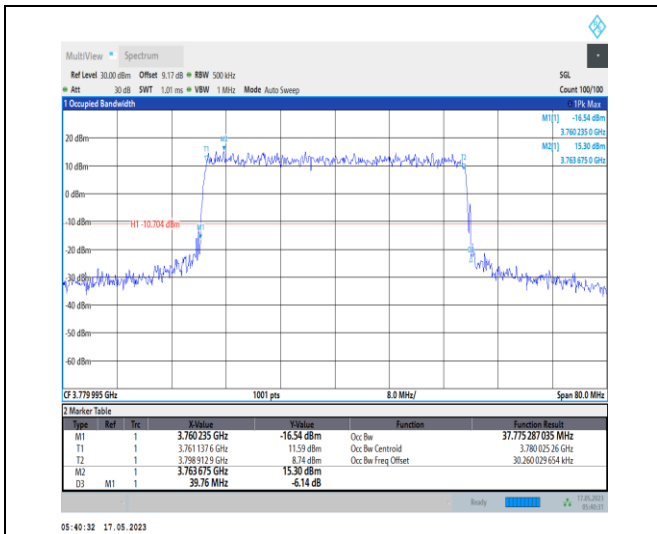 MultiView Spectrum
Ref Level 30.00 dBm Offset 9.17 dB RBW 500 kHz SGL
Att 30 dB SWT 1.01 ms VBW 1 MHz Mode Auto Sweep Count 100/100
1 Occupied Bandwidth 1Pk Max
M1[1] -16.54 dBm
3.760 235 0 GHz
M2[1] 15.30 dBm
3.763 675 0 GHz
20 dBm
M2
T1
T2
10 dBm
0 dBm
-10 dBm
H1 -10.704 dBm
M1
-20 dBm
D3
-30 dBm
-40 dBm
-50 dBm
-60 dBm
CF 3.779 995 GHz 1001 pts 8.0 MHz/ Span 80.0 MHz
2 Marker Table
Type Ref Trc X-Value Y-Value Function Function Result
M1 1 3.760 235 GHz -16.54 dBm Occ Bw 37.775 287 035 MHz
T1 1 3.761 137 6 GHz 11.59 dBm Occ Bw Centroid 3.780 025 26 GHz
T2 1 3.798 912 9 GHz 8.74 dBm Occ Bw Freq Offset 30.260 029 654 kHz
M2 1 3.763 675 GHz 15.30 dBm
D3 M1 1 39.76 MHz -6.14 dB
Ready 17.05.2023
05:40:31
05:40:32 17.05.2023